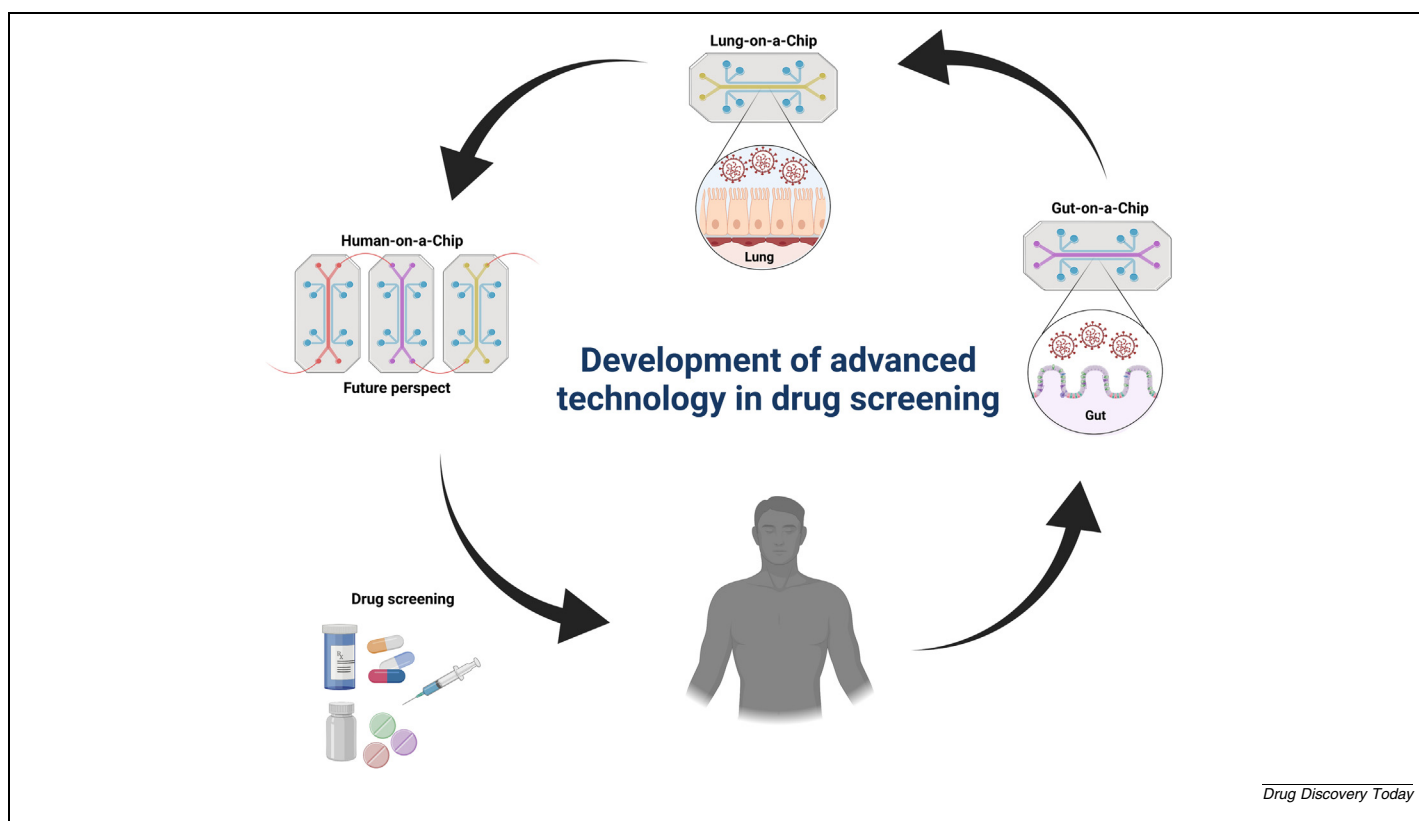 Lung-on-a-Chip
Lung
Gut-on-a-Chip
Gut
Human-on-a-Chip
Future perspect
Development of advanced
technology in drug screening
Drug screening
Rx
Drug Discovery Today